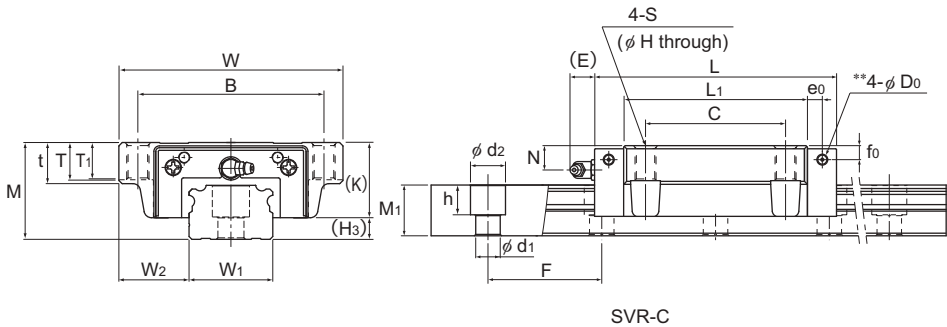 4-S
(φ H through)
W
B
(E)
L
L1
e0
**4-φ D0
C
t
T
T1
M
(K)
(H3)
W2
W1
φ d2
N
f0
M1
h
φ d1
F
SVR-C